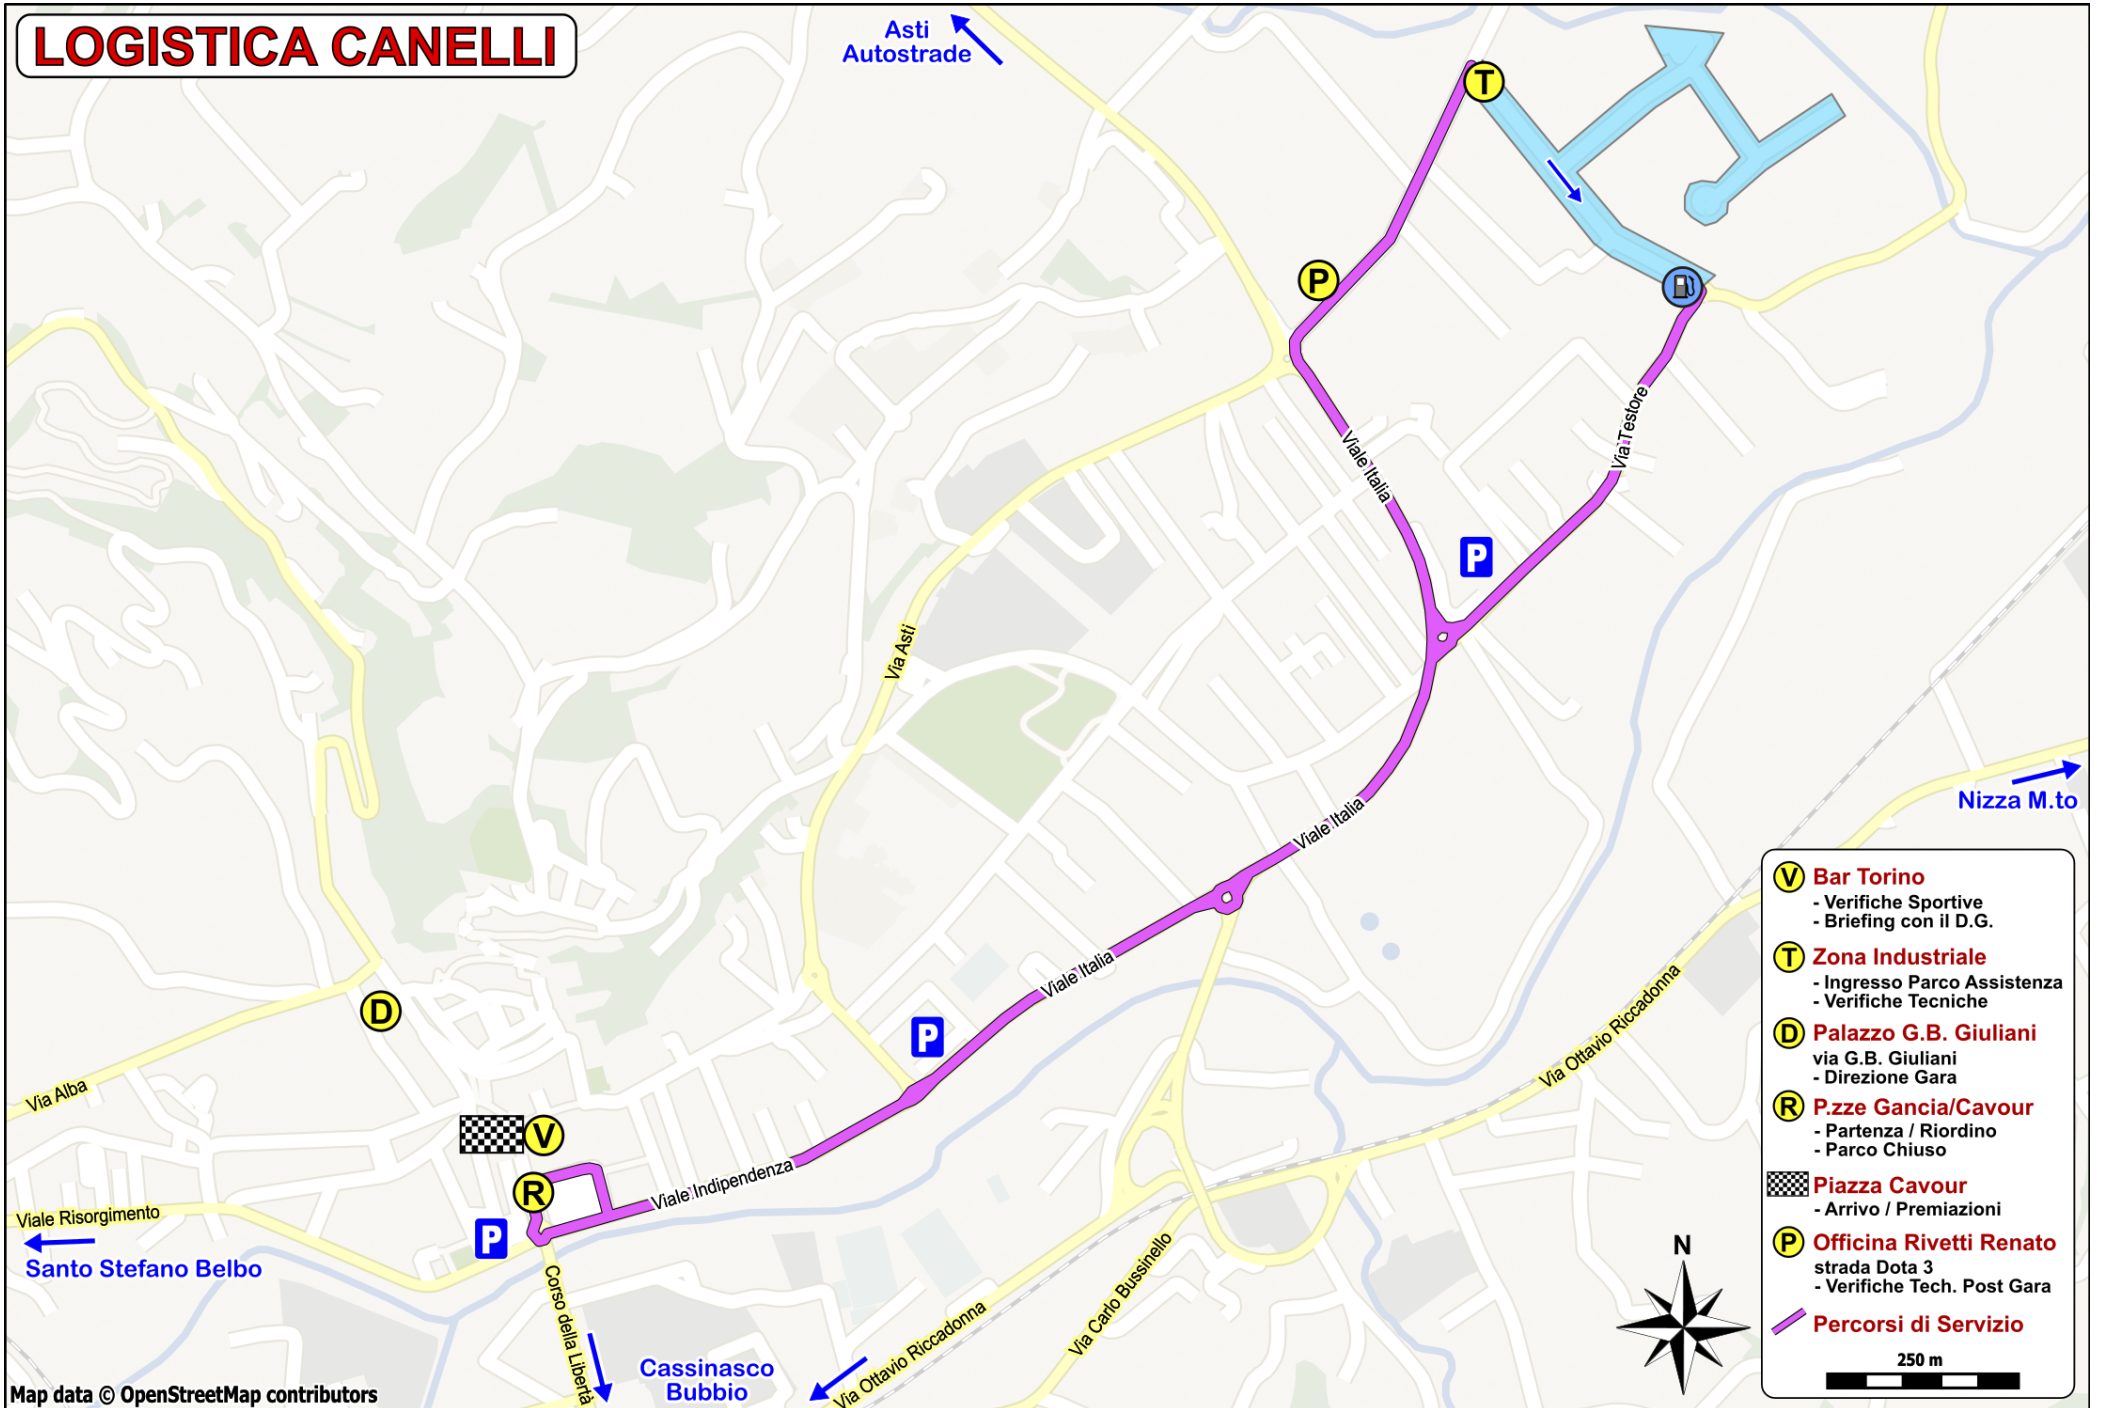 LOGISTICA CANELLI
Asti
Autostrade
T
P
Viale Italia
Via Testore
P
Via Asti
Nizza M.to
Viale Italia
Viale Italia
D
P
Via Alba
V
R
Viale Indipendenza
Viale Risorgimento
P
Santo Stefano Belbo
Corso della Libertà
Cassinasco
Bubbio
Via Ottavio Riccadonna
Via Carlo Bussinello
Via Ottavio Riccadonna
V Bar Torino
- Verifiche Sportive
- Briefing con il D.G.
T Zona Industriale
- Ingresso Parco Assistenza
- Verifiche Tecniche
D Palazzo G.B. Giuliani
via G.B. Giuliani
- Direzione Gara
R P.zze Gancia/Cavour
- Partenza / Riordino
- Parco Chiuso
Piazza Cavour
- Arrivo / Premiazioni
P Officina Rivetti Renato
strada Dota 3
- Verifiche Tech. Post Gara
Percorsi di Servizio
250 m
N
Map data © OpenStreetMap contributors